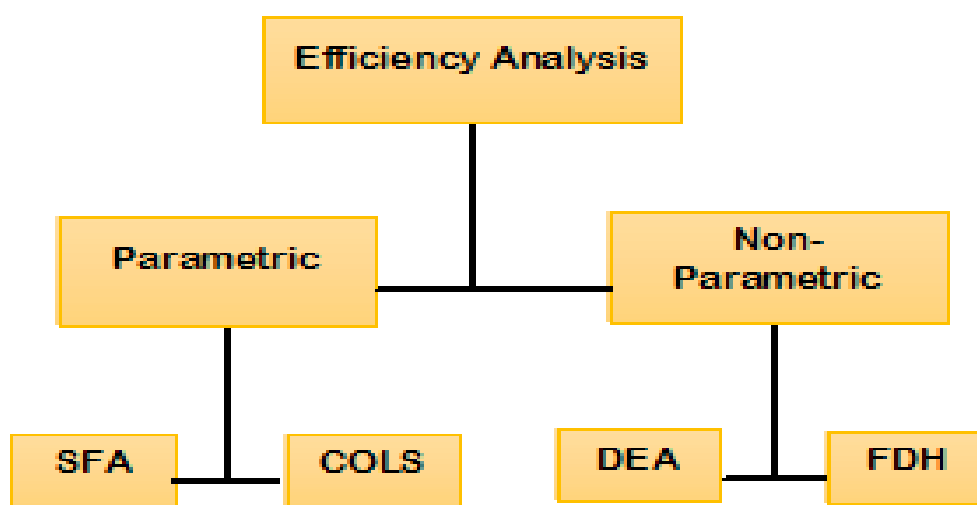 Efficiency Analysis
Parametric
Non-
Parametric
SFA
COLS
DEA
FDH